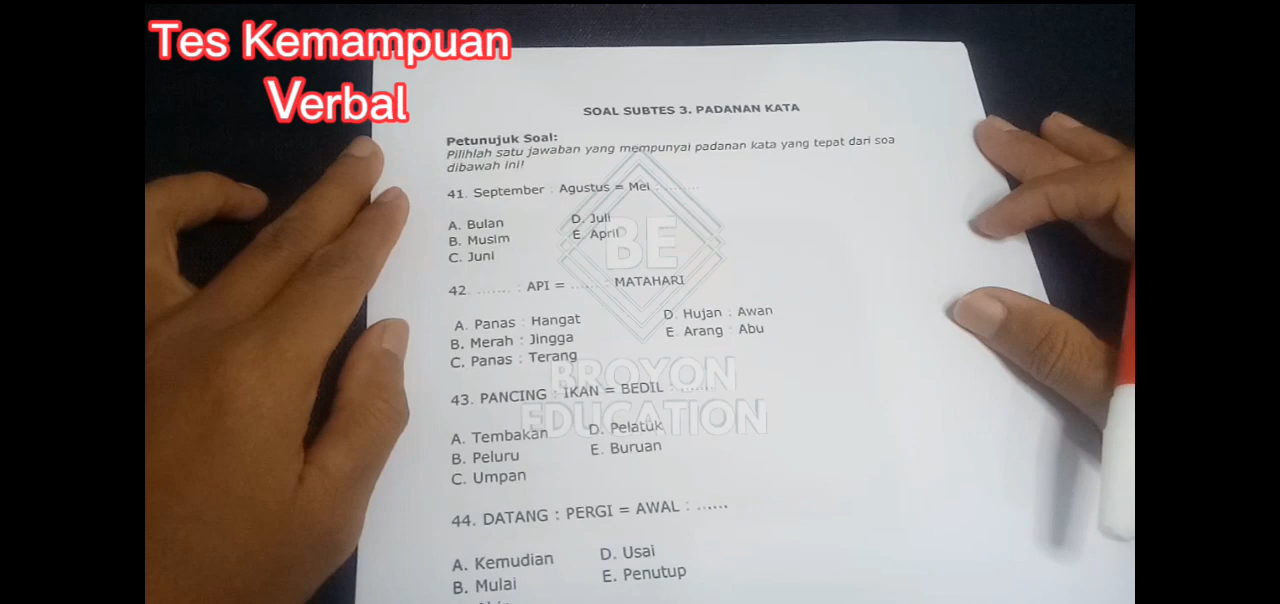 Tes Kemampuan
Verbal
SOAL SUBTES 3. PADANAN KATA
Petunujuk Soal:
Pilihlah satu jawaban yang mempunyai padanan kata yang tepat dari soa
dibawah ini!
41. September : Agustus = Mei : ........
A. Bulan D. Juli
B. Musim E. April
C. Juni
42. ....... : API = ...... : MATAHARI
A. Panas : Hangat D. Hujan : Awan
B. Merah : Jingga E. Arang : Abu
C. Panas : Terang
43. PANCING : IKAN = BEDIL : ......
A. Tembakan D. Pelatuk
B. Peluru E. Buruan
C. Umpan
44. DATANG : PERGI = AWAL : ......
A. Kemudian D. Usai
B. Mulai E. Penutup
BE
BROYON
EDUCATION